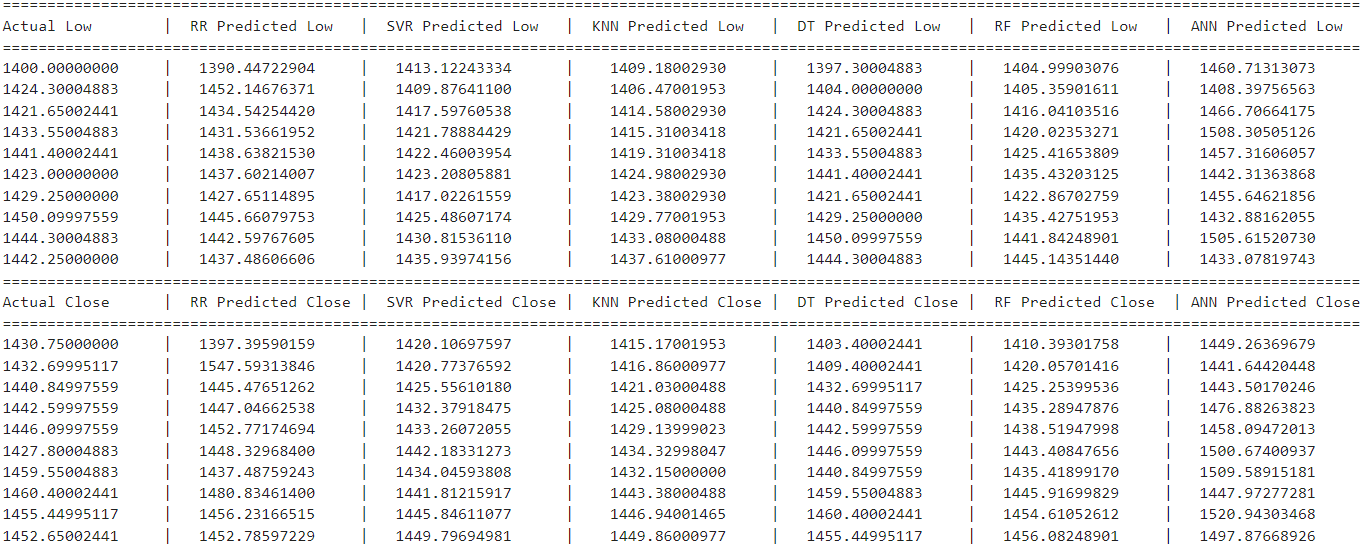 Actual Low | RR Predicted Low | SVR Predicted Low | KNN Predicted Low | DT Predicted Low | RF Predicted Low | ANN Predicted Low
1400.00000000 | 1390.44722904 | 1413.12243334 | 1409.18002930 | 1397.30004883 | 1404.99903076 | 1460.71313073
1424.30004883 | 1452.14676371 | 1409.87641100 | 1406.47001953 | 1404.00000000 | 1405.35901611 | 1408.39756563
1421.65002441 | 1434.54254420 | 1417.59760538 | 1414.58002930 | 1424.30004883 | 1416.04103516 | 1466.70664175
1433.55004883 | 1431.53661952 | 1421.78884429 | 1415.31003418 | 1421.65002441 | 1420.02353271 | 1508.30505126
1441.40002441 | 1438.63821530 | 1422.46003954 | 1419.31003418 | 1433.55004883 | 1425.41653809 | 1457.31606057
1423.00000000 | 1437.60214007 | 1423.20805881 | 1424.98002930 | 1441.40002441 | 1435.43203125 | 1442.31363868
1429.25000000 | 1427.65114895 | 1417.02261559 | 1423.38002930 | 1421.65002441 | 1422.86702759 | 1455.64621856
1450.09997559 | 1445.66079753 | 1425.48607174 | 1429.77001953 | 1429.25000000 | 1435.42751953 | 1432.88162055
1444.30004883 | 1442.59767605 | 1430.81536110 | 1433.08000488 | 1450.09997559 | 1441.84248901 | 1505.61520730
1442.25000000 | 1437.48606606 | 1435.93974156 | 1437.61000977 | 1444.30004883 | 1445.14351440 | 1433.07819743
Actual Close | RR Predicted Close | SVR Predicted Close | KNN Predicted Close | DT Predicted Close | RF Predicted Close | ANN Predicted Close
1430.75000000 | 1397.39590159 | 1420.10697597 | 1415.17001953 | 1403.40002441 | 1410.39301758 | 1449.26369679
1432.69995117 | 1547.59313846 | 1420.77376592 | 1416.86000977 | 1409.40002441 | 1420.05701416 | 1441.64420448
1440.84997559 | 1445.47651262 | 1425.55610180 | 1421.03000488 | 1432.69995117 | 1425.25399536 | 1443.50170246
1442.59997559 | 1447.04662538 | 1432.37918475 | 1425.08000488 | 1440.84997559 | 1435.28947876 | 1476.88263823
1446.09997559 | 1452.77174694 | 1433.26072055 | 1429.13999023 | 1442.59997559 | 1438.51947998 | 1458.09472013
1427.80004883 | 1448.32968400 | 1442.18331273 | 1434.32998047 | 1446.09997559 | 1443.40847656 | 1500.67400937
1459.55004883 | 1437.48759243 | 1434.04593808 | 1432.15000000 | 1440.84997559 | 1435.41899170 | 1509.58915181
1460.40002441 | 1480.83461400 | 1441.81215917 | 1443.38000488 | 1459.55004883 | 1445.91699829 | 1447.97277281
1455.44995117 | 1456.23166515 | 1445.84611077 | 1446.94001465 | 1460.40002441 | 1454.61052612 | 1520.94303468
1452.65002441 | 1452.78597229 | 1449.79694981 | 1449.86000977 | 1455.44995117 | 1456.08248901 | 1497.87668926